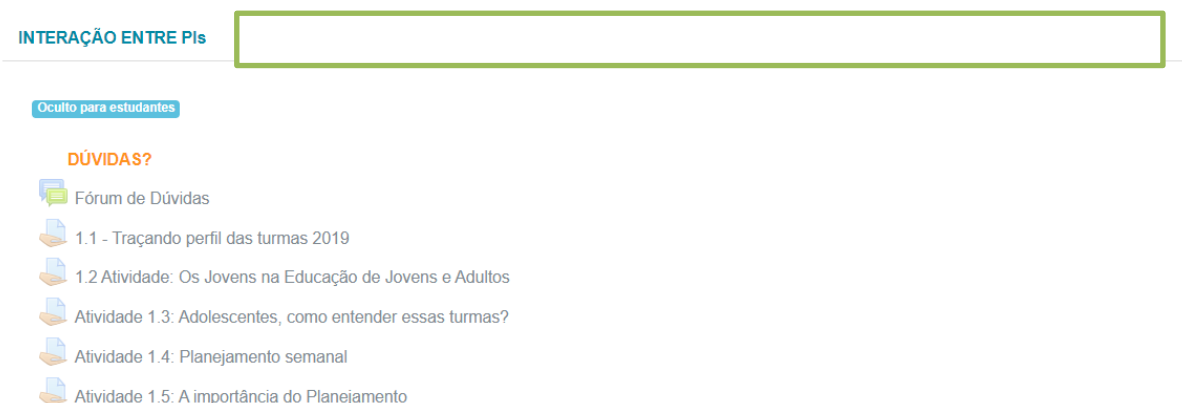 INTERAÇÃO ENTRE PIs
Oculto para estudantes
DÚVIDAS?
Fórum de Dúvidas
1.1 - Traçando perfil das turmas 2019
1.2 Atividade: Os Jovens na Educação de Jovens e Adultos
Atividade 1.3: Adolescentes, como entender essas turmas?
Atividade 1.4: Planejamento semanal
Atividade 1.5: A importância do Planejamento